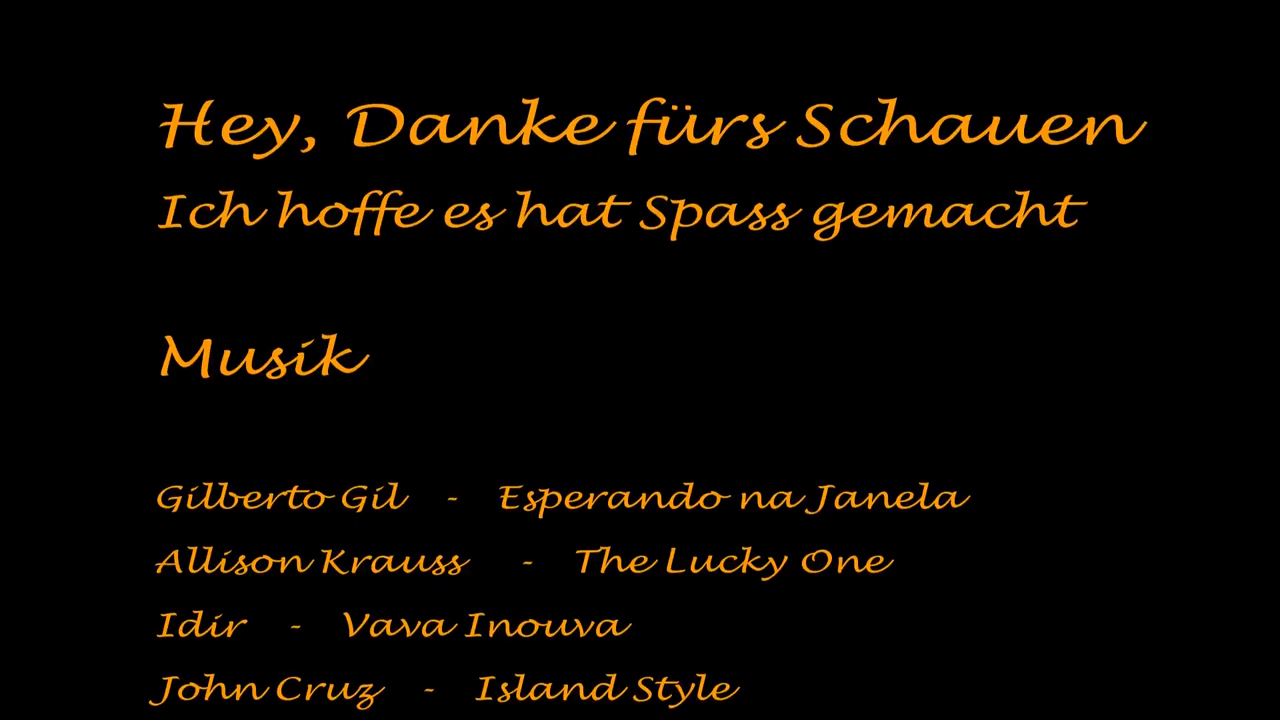 Hey, Danke fürs Schauen
Ich hoffe es hat Spass gemacht
Musik
Gilberto Gil - Esperando na Janela
Allison Krauss - The Lucky One
Idir - Vava Inouva
John Cruz - Island Style